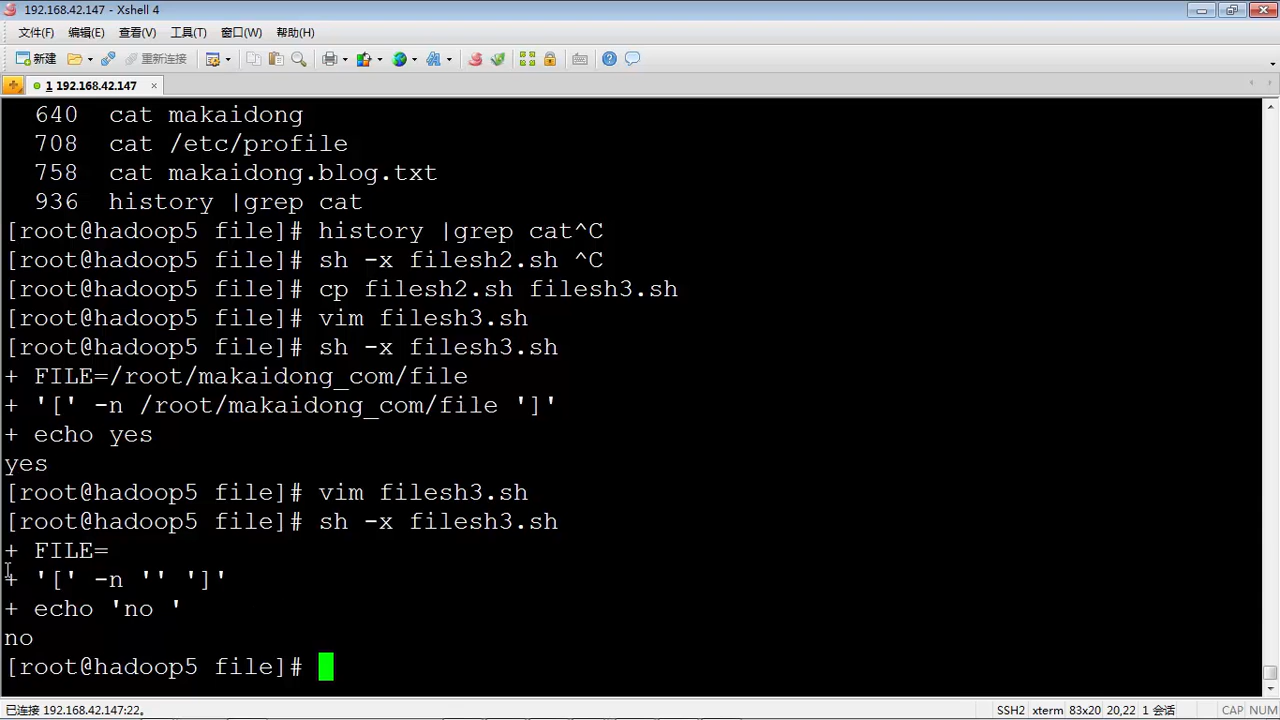 192.168.42.147 - Xshell 4
文件(F) 编辑(E) 查看(V) 工具(T) 窗口(W) 帮助(H)
新建 重新连接
1 192.168.42.147
640 cat makaidong
708 cat /etc/profile
758 cat makaidong.blog.txt
936 history |grep cat
[root@hadoop5 file]# history |grep cat^C
[root@hadoop5 file]# sh -x filesh2.sh ^C
[root@hadoop5 file]# cp filesh2.sh filesh3.sh
[root@hadoop5 file]# vim filesh3.sh
[root@hadoop5 file]# sh -x filesh3.sh
+ FILE=/root/makaidong_com/file
+ '[' -n /root/makaidong_com/file ']'
+ echo yes
yes
[root@hadoop5 file]# vim filesh3.sh
[root@hadoop5 file]# sh -x filesh3.sh
+ FILE=
+ '[' -n '' ']'
+ echo 'no '
no
[root@hadoop5 file]#
已连接 192.168.42.147:22。 SSH2 xterm 83x20 20,22 1 会话 CAP NUM